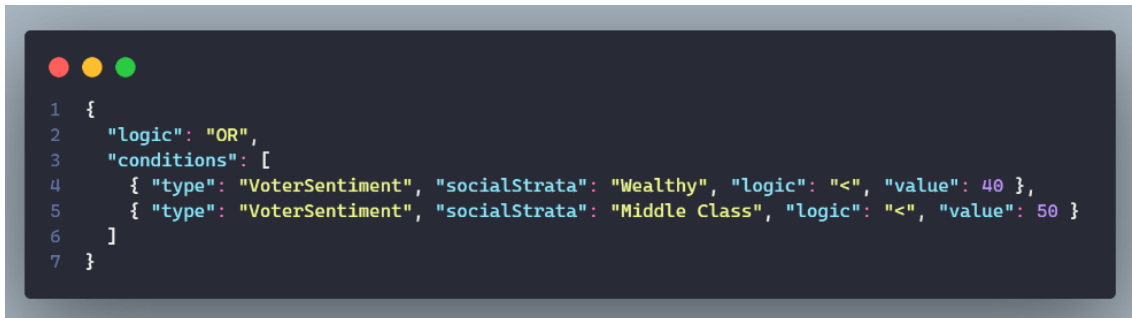 1 {
2 "logic": "OR",
3 "conditions": [
4 { "type": "VoterSentiment", "socialStrata": "Wealthy", "logic": "<", "value": 40 },
5 { "type": "VoterSentiment", "socialStrata": "Middle Class", "logic": "<", "value": 50 }
6 ]
7 }